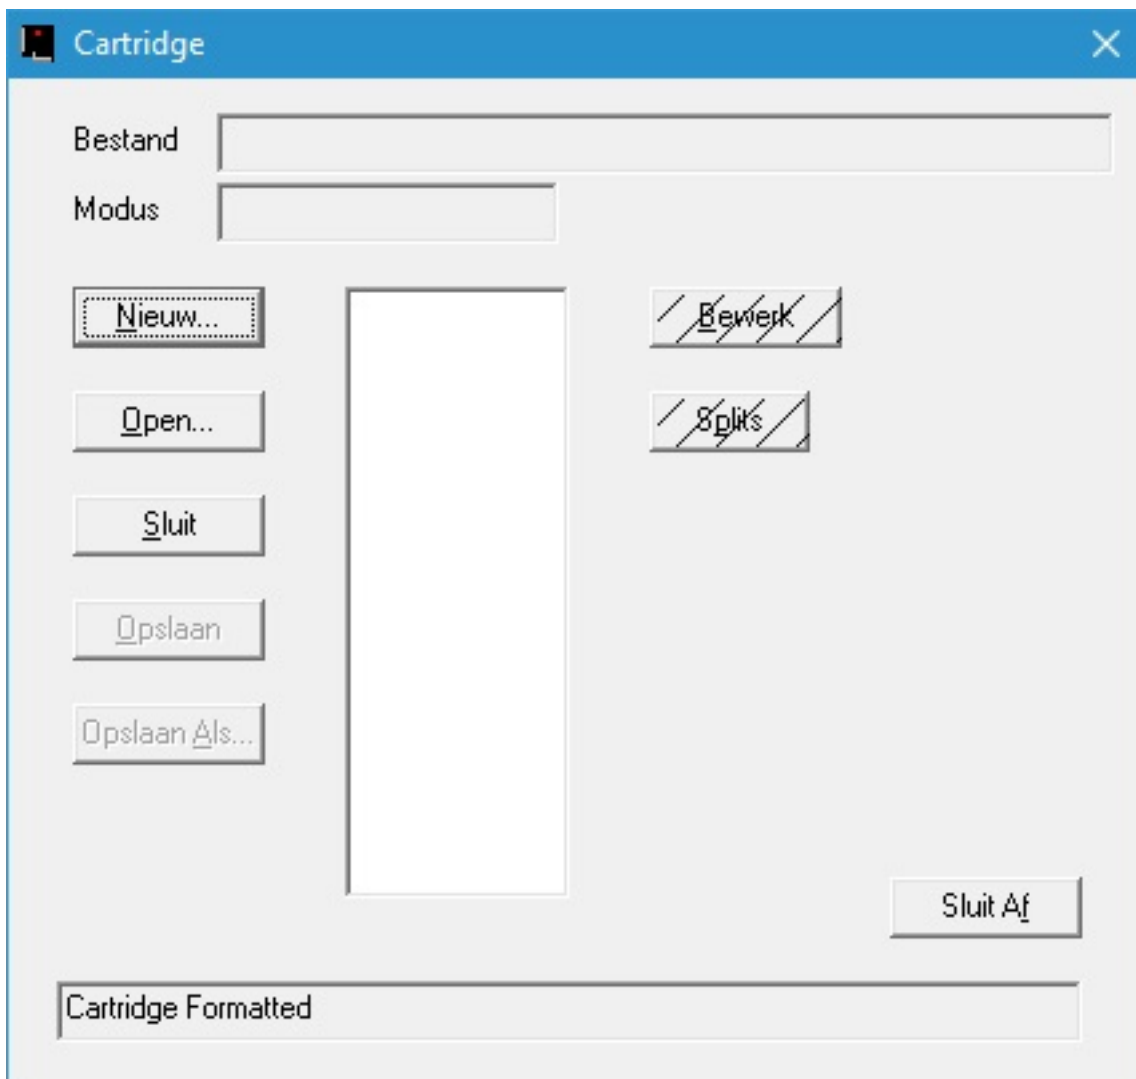 Cartridge
Bestand
Modus
Nieuw...
Bewerk
Open...
Splits
Sluit
Opslaan
Opslaan Als...
Sluit Af
Cartridge Formatted